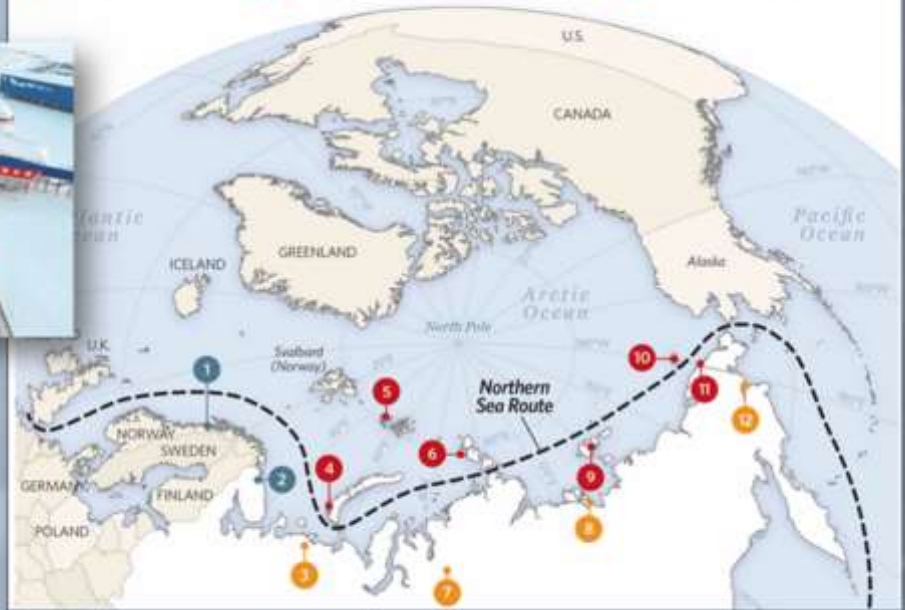 U.S.
CANADA
GREENLAND
ICELAND
Alaska
Pacific
Ocean
Arctic
Ocean
North Pole
U.K.
Svalbard
(Norway)
Northern
Sea Route
NORWAY
SWEDEN
FINLAND
POLAND
1
2
3
4
5
6
7
8
9
10
11
12